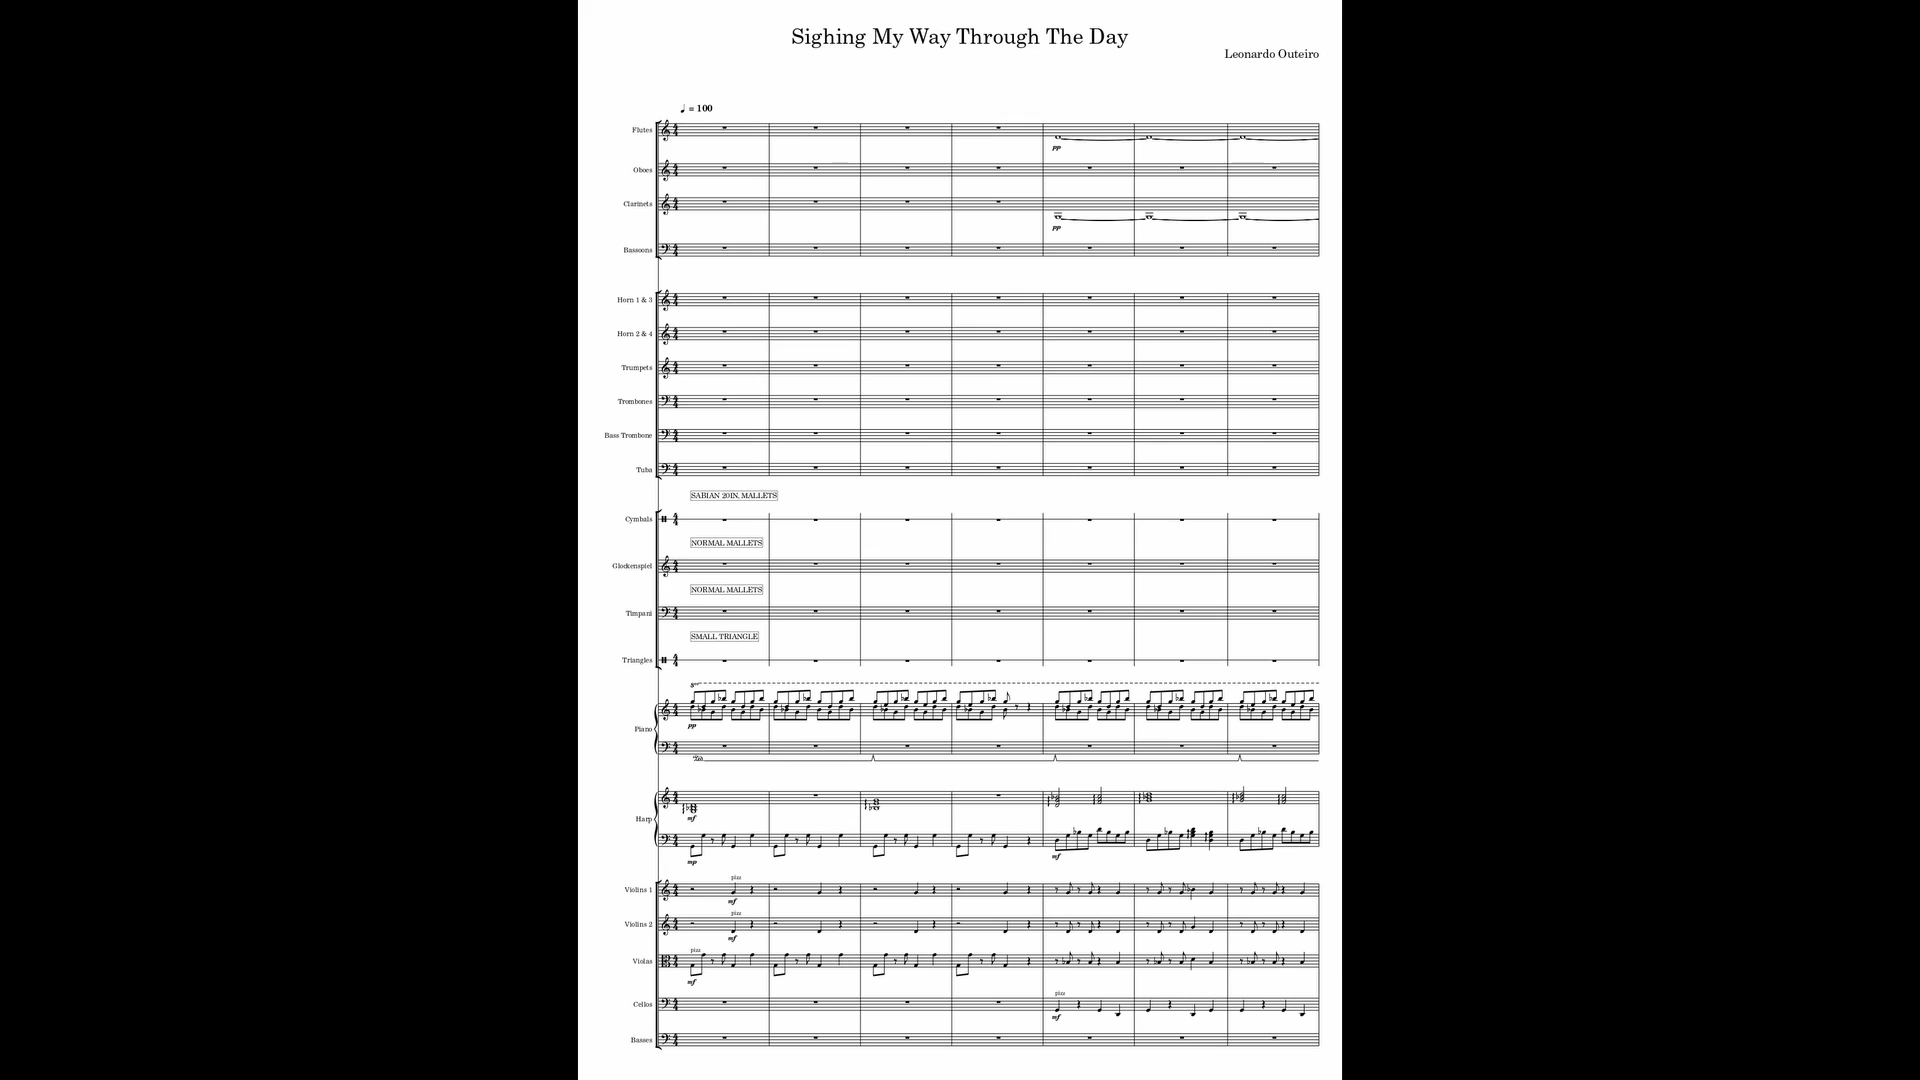 Sighing My Way Through The Day
Leonardo Outeiro
♩ = 100
Flutes
pp
Oboes
Clarinets
pp
Bassoons
Horn 1 & 3
Horn 2 & 4
Trumpets
Trombones
Bass Trombone
Tuba
SABIAN 20IN, MALLETS
Cymbals
NORMAL MALLETS
Glockenspiel
NORMAL MALLETS
Timpani
SMALL TRIANGLE
Triangles
8va
pp
Piano
Ped.
mf
Harp
mp mf
pizz
Violins 1
mf
pizz
Violins 2
mf
pizz
Violas
mf
pizz
Cellos
mf
Basses